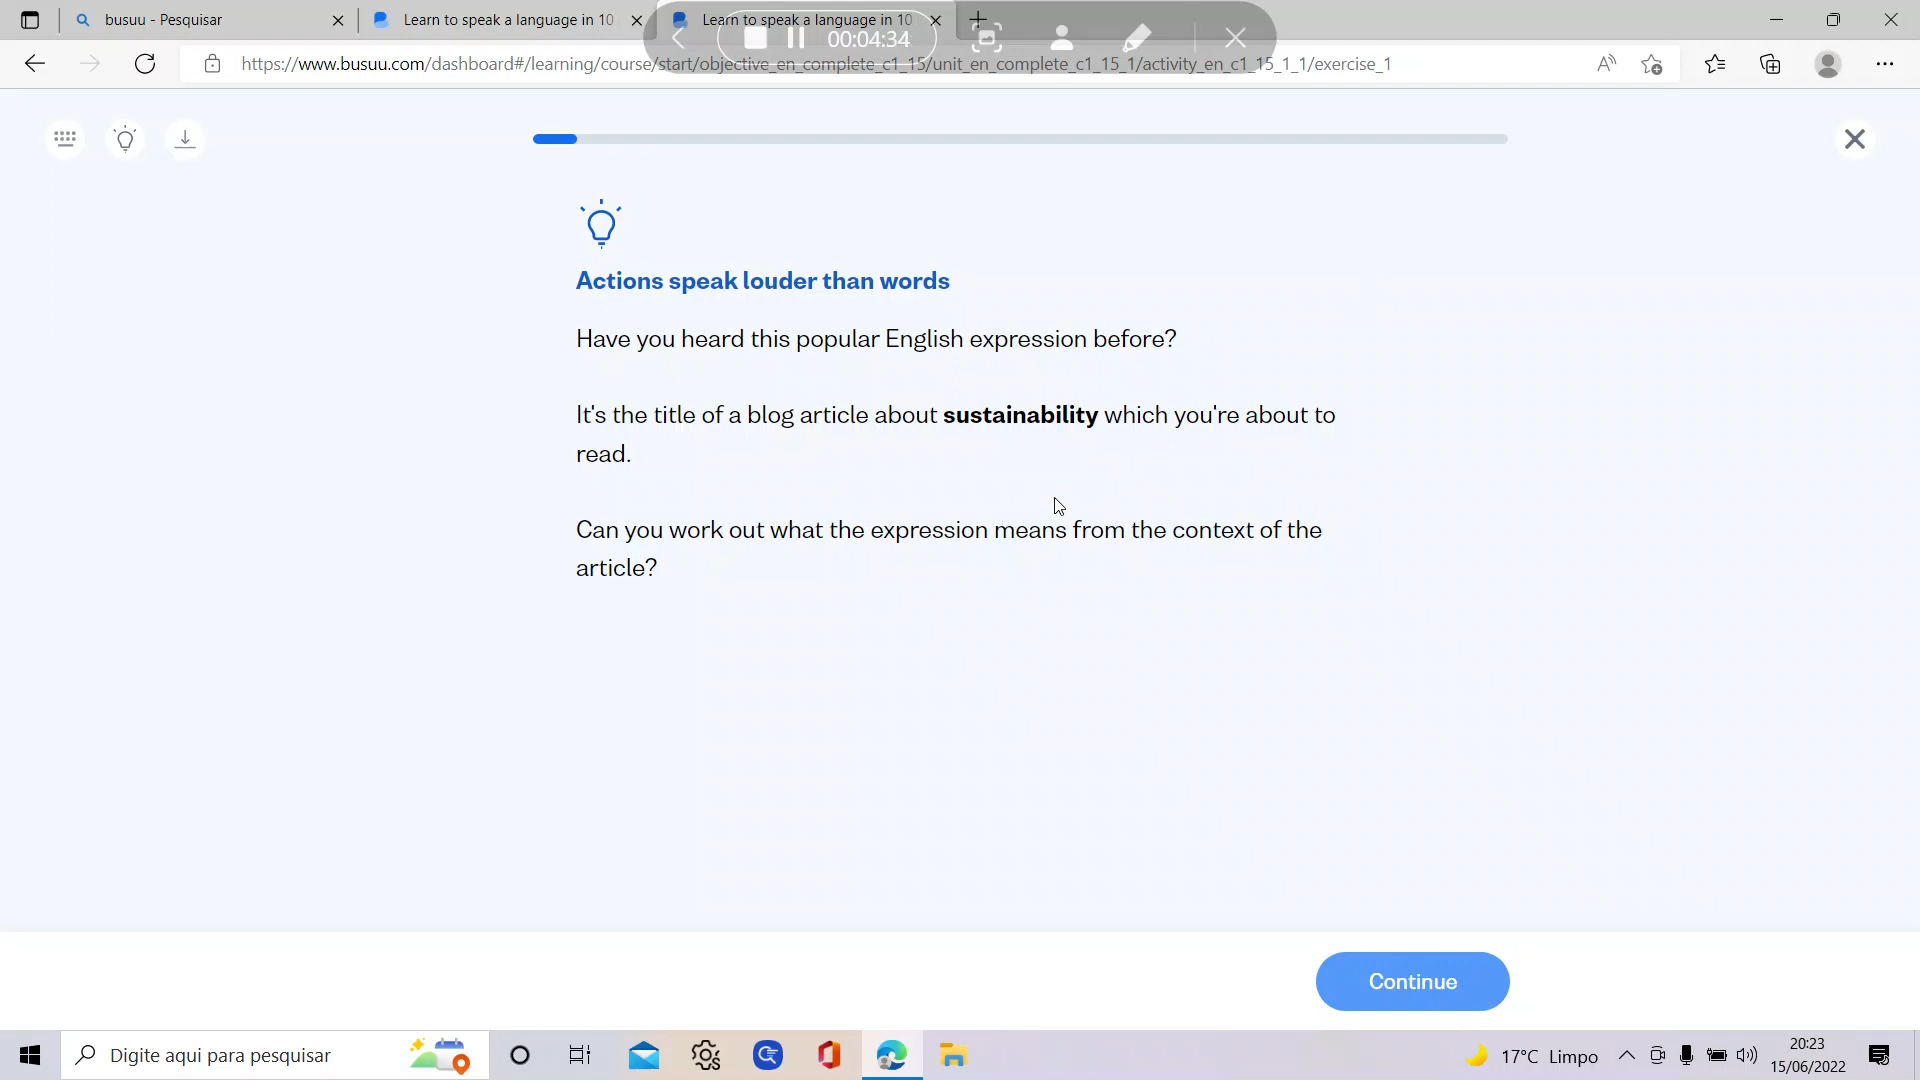 busuu - Pesquisar
Learn to speak a language in 10
Learn to speak a language in 10
00:04:34
https://www.busuu.com/dashboard#/learning/course/start/objective_en_complete_c1_15/unit_en_complete_c1_15_1/activity_en_c1_15_1_1/exercise_1
Actions speak louder than words
Have you heard this popular English expression before?
It's the title of a blog article about sustainability which you're about to
read.
Can you work out what the expression means from the context of the
article?
Continue
Digite aqui para pesquisar
17°C Limpo
20:23
15/06/2022